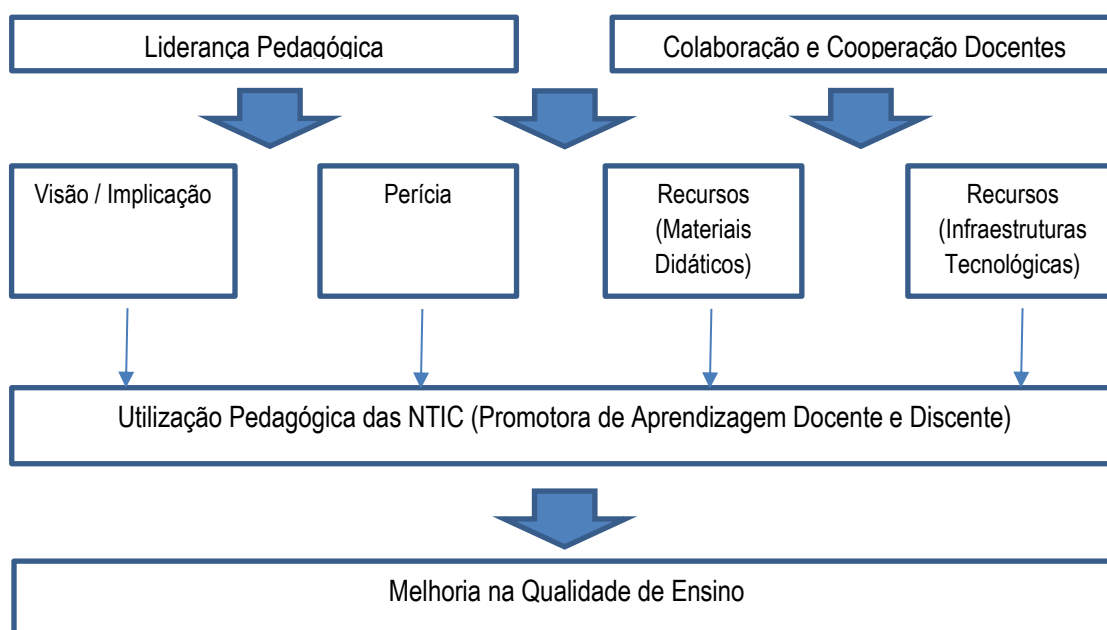 Liderança Pedagógica
Colaboração e Cooperação Docentes
Visão / Implicação
Perícia
Recursos
(Materiais
Didáticos)
Recursos
(Infraestruturas
Tecnológicas)
Utilização Pedagógica das NTIC (Promotora de Aprendizagem Docente e Discente)
Melhoria na Qualidade de Ensino